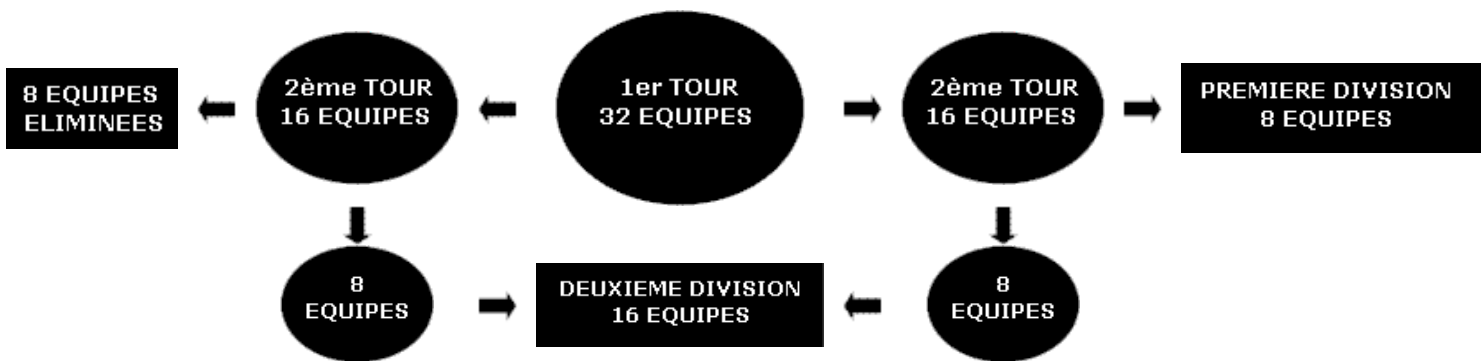 8 EQUIPES
ELIMINEES
2ème TOUR
16 EQUIPES
1er TOUR
32 EQUIPES
2ème TOUR
16 EQUIPES
PREMIERE DIVISION
8 EQUIPES
8
EQUIPES
DEUXIEME DIVISION
16 EQUIPES
8
EQUIPES